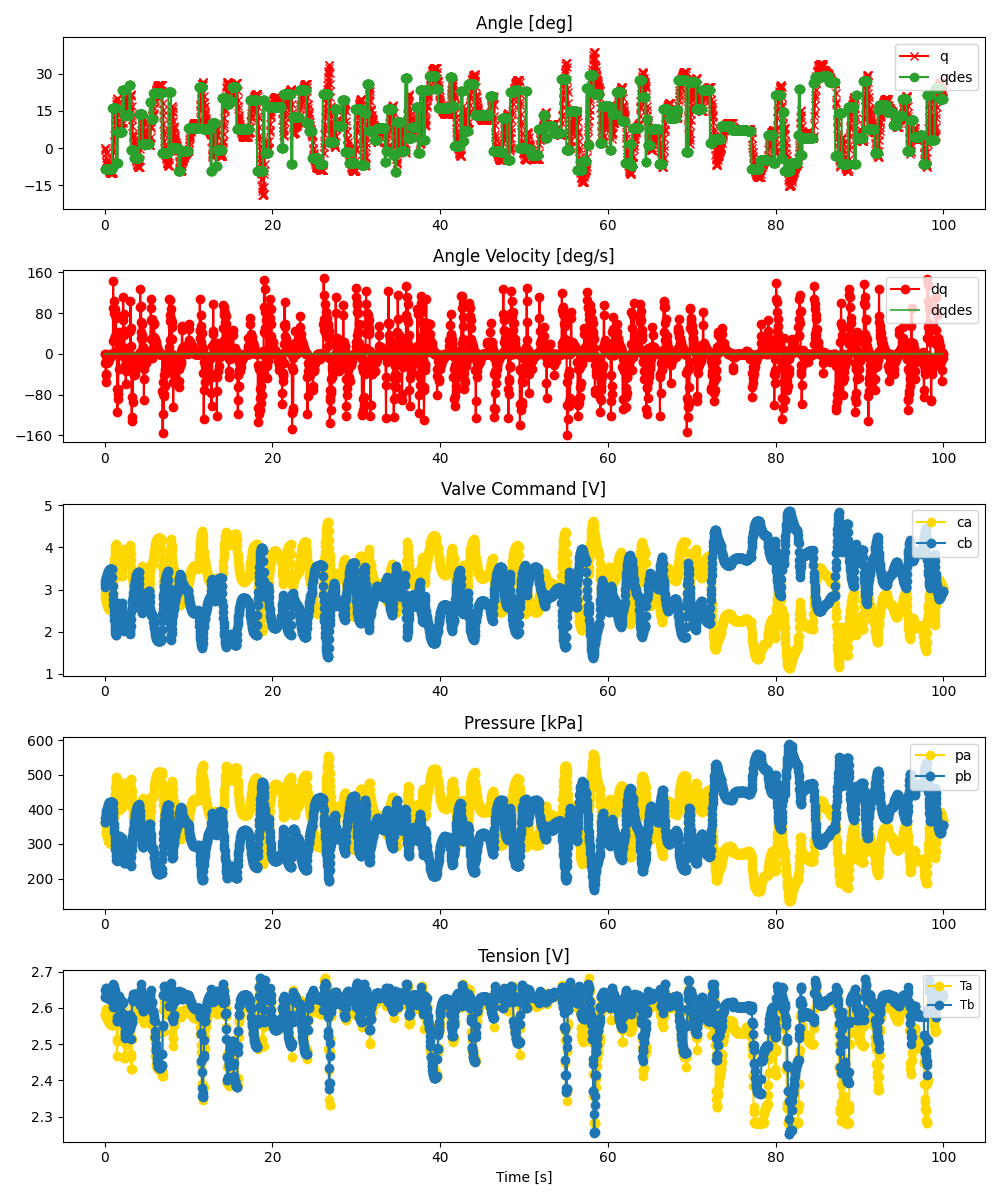 Angle [deg]
q
qdes
30
15
0
−15
0 20 40 60 80 100
Angle Velocity [deg/s]
dq
dqdes
160
80
0
−80
−160
0 20 40 60 80 100
Valve Command [V]
ca
cb
5
4
3
2
1
0 20 40 60 80 100
Pressure [kPa]
pa
pb
600
500
400
300
200
0 20 40 60 80 100
Tension [V]
Ta
Tb
2.7
2.6
2.5
2.4
2.3
0 20 40 60 80 100
Time [s]